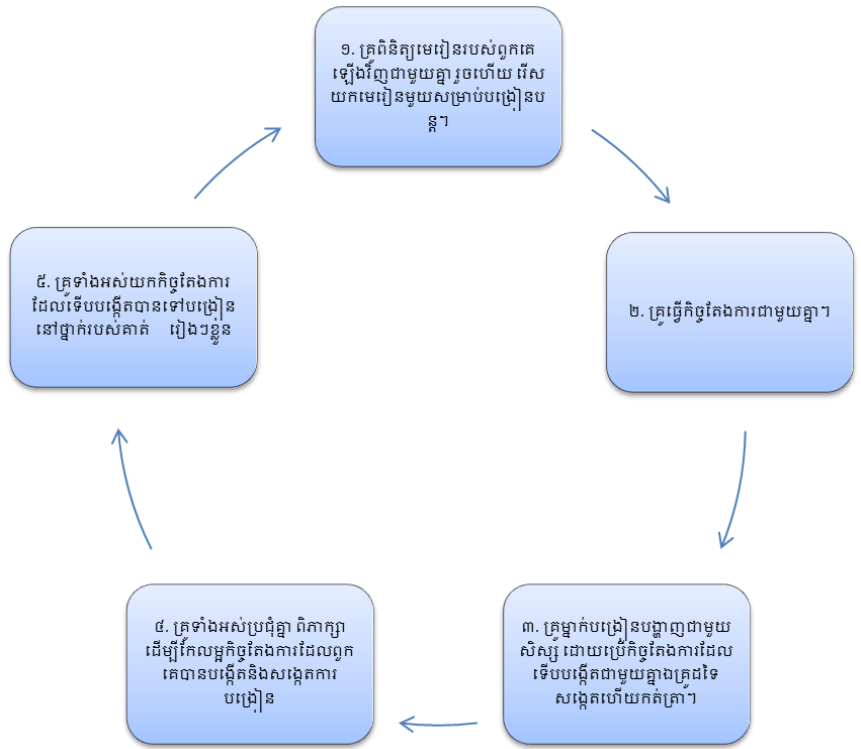 ១. គ្រូពិនិត្យមេរៀនរបស់ពួកគេ
ឡើងវិញជាមួយគ្នា រួចហើយ រើស
យកមេរៀនមួយសម្រាប់បង្រៀនប
ន្ត។
២. គ្រូធ្វើកិច្ចតែងការជាមួយគ្នា។
៣. គ្រូម្នាក់បង្រៀនបង្ហាញជាមួយ
សិស្ស ដោយប្រើកិច្ចតែងការដែល
ទើបបង្កើតជាមួយគ្នាឯគ្រូដទៃ
សង្កេតហើយកត់ត្រា។
៤. គ្រូទាំងអស់ប្រជុំគ្នា ពិភាក្សា
ដើម្បីកែលម្អកិច្ចតែងការដែលពួក
គេបានបង្កើតនិងសង្កេតការ
បង្រៀន
៥. គ្រូទាំងអស់យកកិច្ចតែងការ
ដែលទើបបង្កើតបានទៅបង្រៀន
នៅថ្នាក់របស់គាត់ រៀងៗខ្លួន